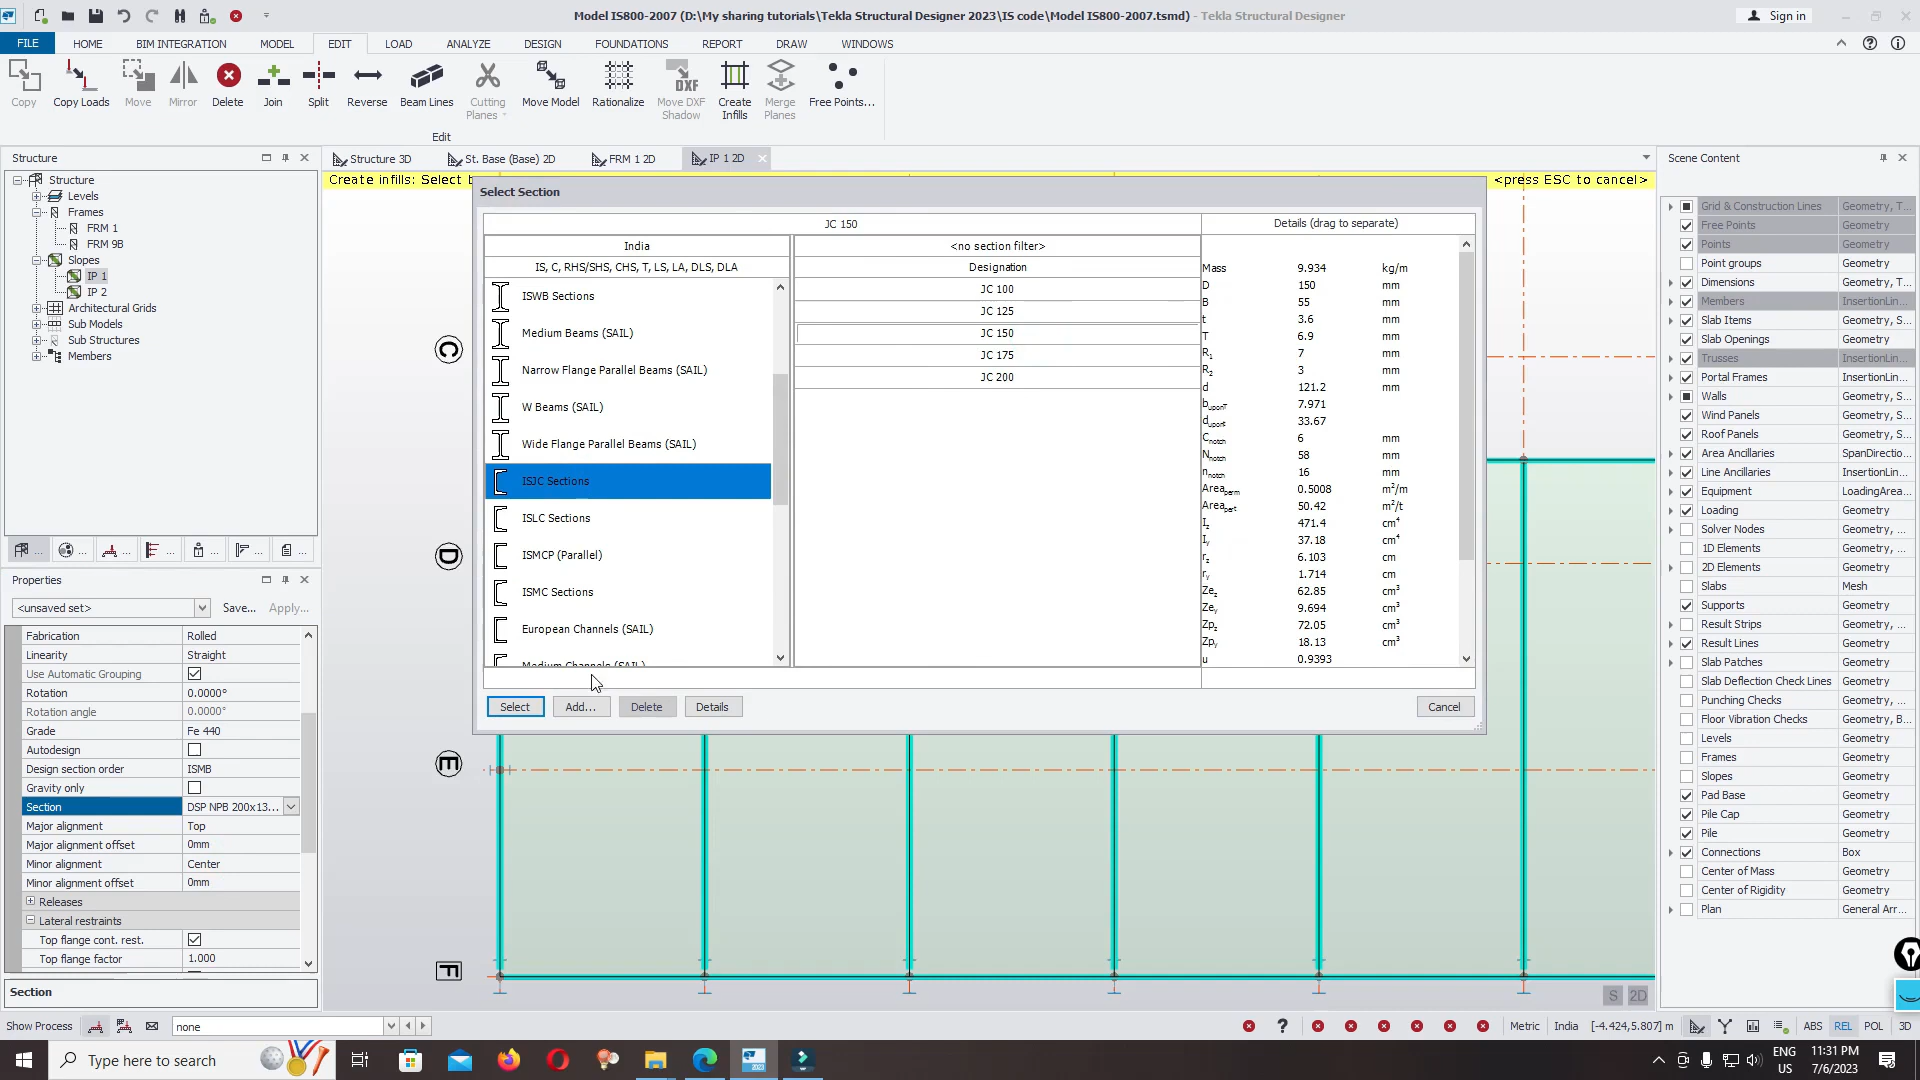 Model IS800-2007 (D:\My sharing tutorials\Tekla Structural Designer 2023\IS code\Model IS800-2007.tsmd) - Tekla Structural Designer
Sign in
FILE HOME BIM INTEGRATION MODEL EDIT LOAD ANALYZE DESIGN FOUNDATIONS REPORT DRAW WINDOWS
Copy Copy Loads Move Mirror Delete Join Split Reverse Beam Lines Cutting Planes Move Model Rationalize Move DXF Shadow Create Infills Merge Planes Free Points...
Edit
Structure
Structure
Levels
Frames
FRM 1
FRM 9B
Slopes
IP 1
IP 2
Architectural Grids
Sub Models
Sub Structures
Members
Properties
<unsaved set> Save... Apply...
Fabrication Rolled
Linearity Straight
Use Automatic Grouping
Rotation 0.0000°
Rotation angle 0.0000°
Grade Fe 440
Autodesign
Design section order ISMB
Gravity only
Section DSP NPB 200x13...
Major alignment Top
Major alignment offset 0mm
Minor alignment Center
Minor alignment offset 0mm
Releases
Lateral restraints
Top flange cont. rest.
Top flange factor 1.000
Section
Structure 3D St. Base (Base) 2D FRM 1 2D IP 1 2D
Create infills: Select b
<press ESC to cancel>
C
D
E
F
Select Section
JC 150
India
IS, C, RHS/SHS, CHS, T, LS, LA, DLS, DLA
ISWB Sections
Medium Beams (SAIL)
Narrow Flange Parallel Beams (SAIL)
W Beams (SAIL)
Wide Flange Parallel Beams (SAIL)
ISJC Sections
ISLC Sections
ISMCP (Parallel)
ISMC Sections
European Channels (SAIL)
Medium Channels (SAIL)
<no section filter>
Designation
JC 100
JC 125
JC 150
JC 175
JC 200
Details (drag to separate)
Mass 9.934 kg/m
D 150 mm
B 55 mm
t 3.6 mm
T 6.9 mm
R1 7 mm
R2 3 mm
d 121.2 mm
buponT 7.971
dupont 33.67
Cnotch 6 mm
Nnotch 58 mm
nnotch 16 mm
Areaperm 0.5008 m²/m
Areapert 50.42 m²/t
Iz 471.4 cm⁴
Iy 37.18 cm⁴
rz 6.103 cm
ry 1.714 cm
Zez 62.85 cm³
Zey 9.694 cm³
Zpz 72.05 cm³
Zpy 18.13 cm³
u 0.9393
Select Add... Delete Details Cancel
S 2D
Scene Content
Grid & Construction Lines Geometry, T...
Free Points Geometry
Points Geometry
Point groups Geometry
Dimensions Geometry, T...
Members InsertionLin...
Slab Items Geometry, S...
Slab Openings Geometry
Trusses InsertionLin...
Portal Frames InsertionLin...
Walls Geometry, S...
Wind Panels Geometry, S...
Roof Panels Geometry, S...
Area Ancillaries SpanDirectio...
Line Ancillaries InsertionLin...
Equipment LoadingArea...
Loading Geometry
Solver Nodes Geometry
1D Elements Geometry
2D Elements Geometry
Slabs Mesh
Supports Geometry
Result Strips Geometry
Result Lines Geometry
Slab Patches Geometry
Slab Deflection Check Lines Geometry
Punching Checks Geometry
Floor Vibration Checks Geometry, B...
Levels Geometry
Frames Geometry
Slopes Geometry
Pad Base Geometry
Pile Cap Geometry
Pile Geometry
Connections Box
Center of Mass Geometry
Center of Rigidity Geometry
Plan General Arr...
Show Process none
Metric India [-4.424,5.807] m ABS REL POL 3D
Type here to search
2023
ENG US
11:31 PM
7/6/2023